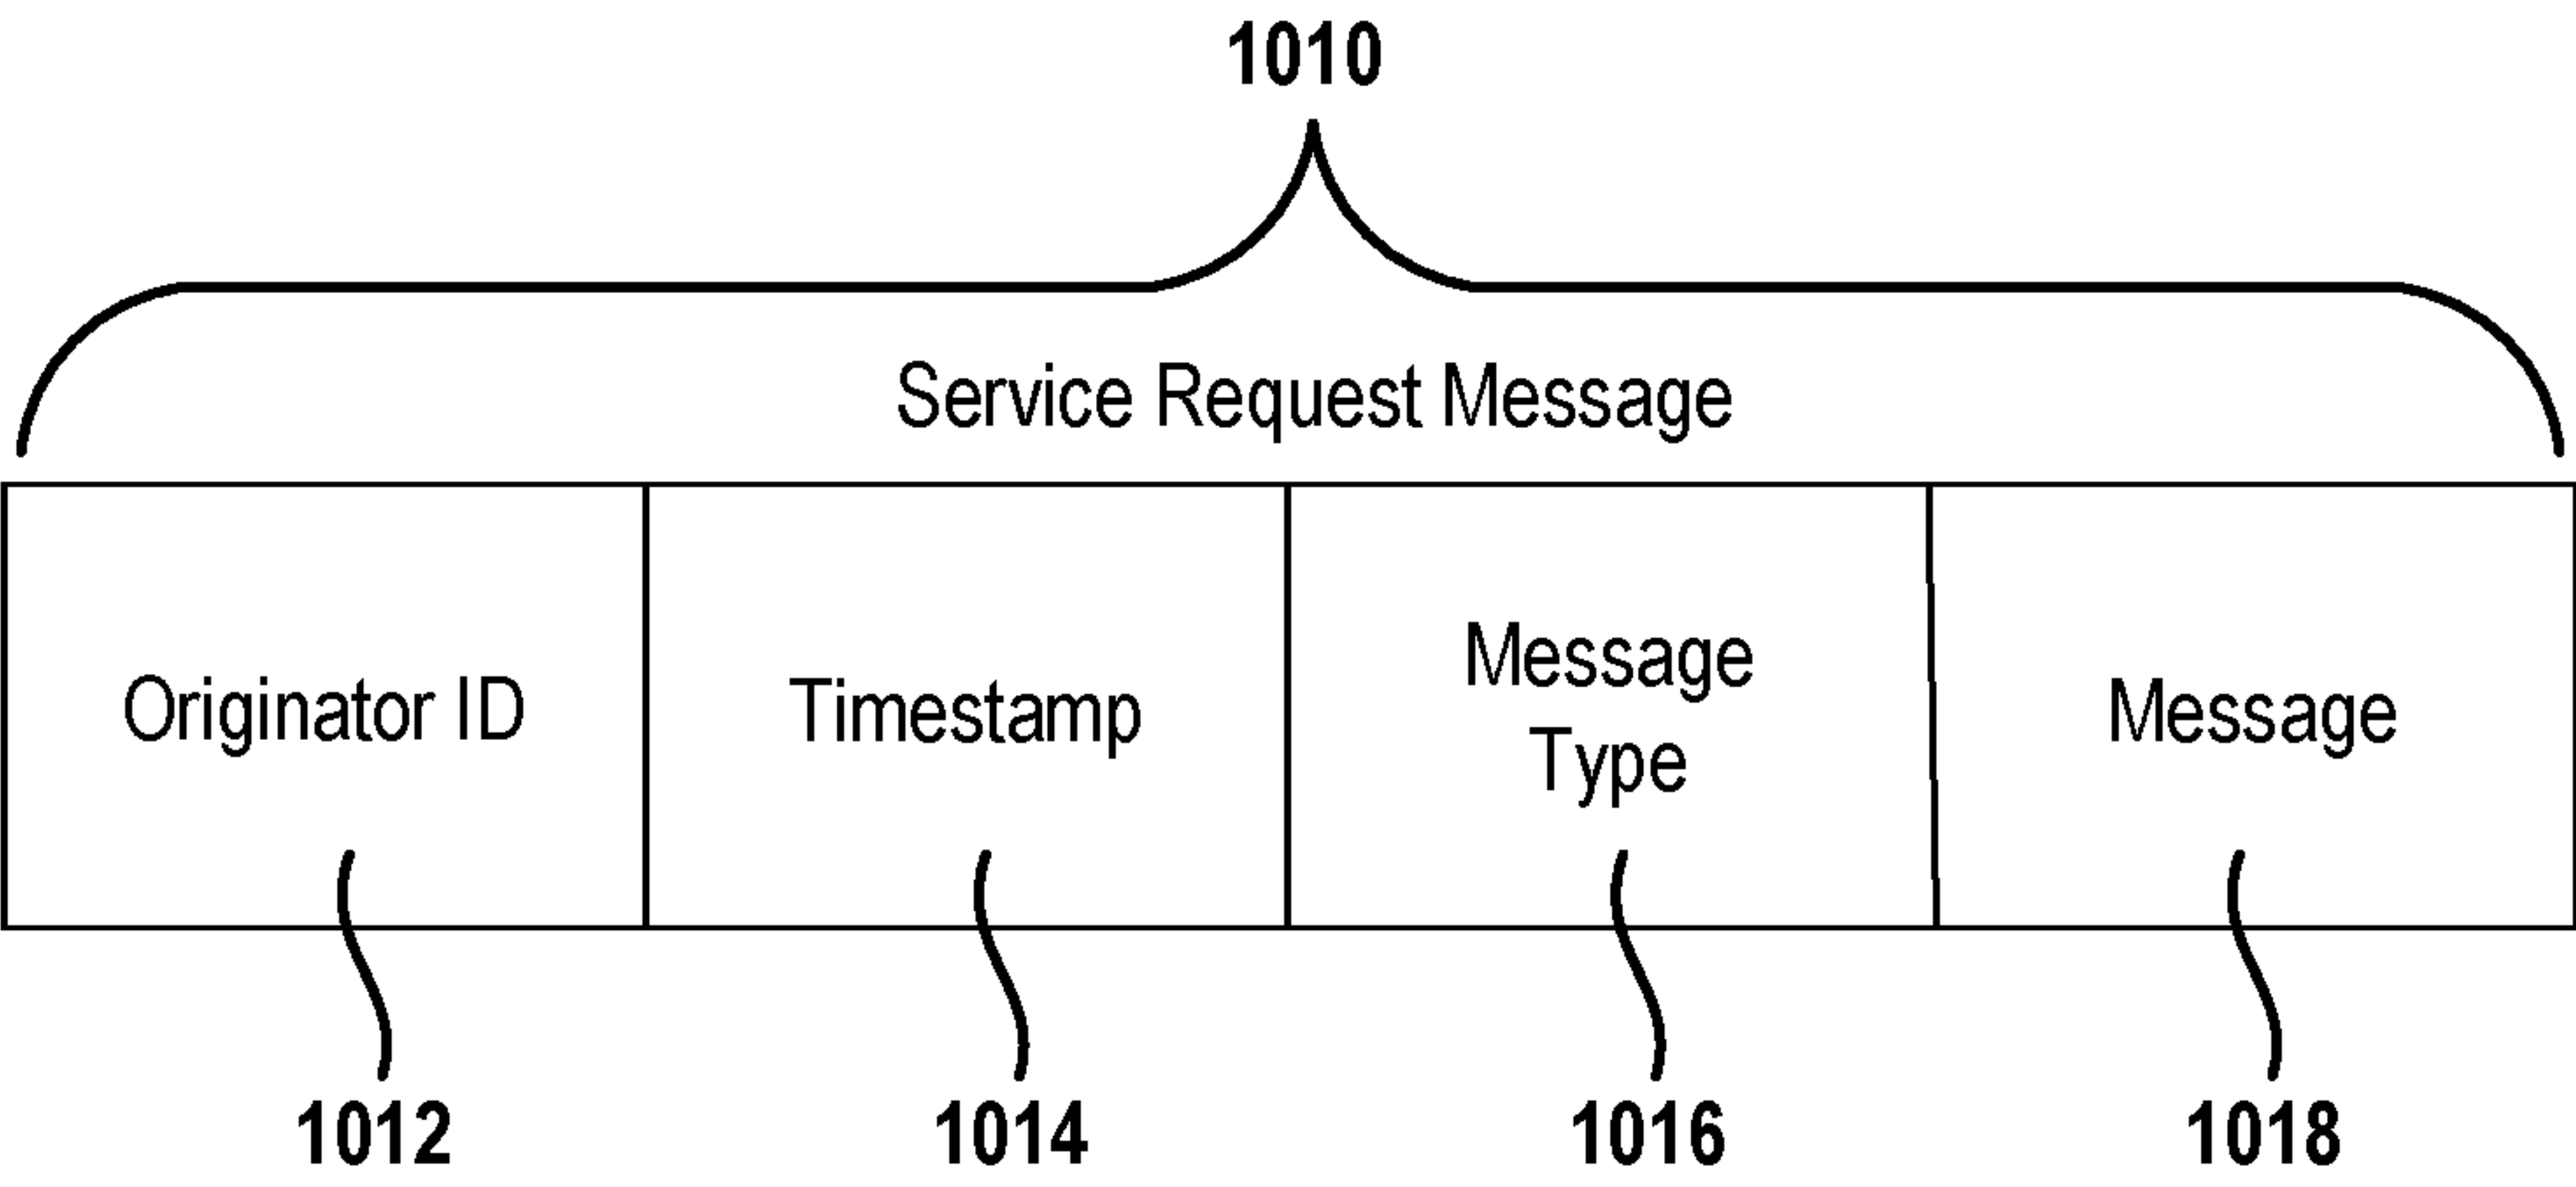 1010
Service Request Message
Originator ID
Timestamp
Message
Type
Message
1012
1014
1016
1018